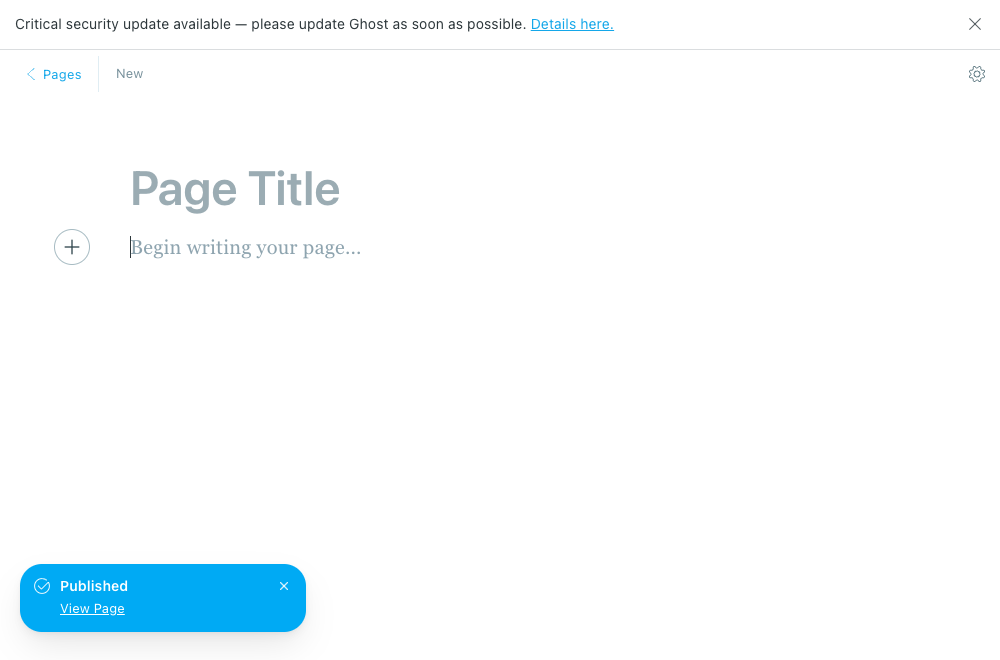 Critical security update available — please update Ghost as soon as possible. Details here.
Pages
New
Page Title
Begin writing your page...
Published
View Page